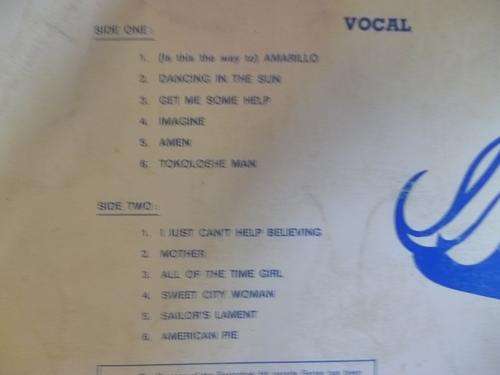 VOCAL
SIDE ONE:
1. (Is this the way to) AMARILLO
2. DANCING IN THE SUN
3. GET ME SOME HELP
4. IMAGINE
5. AMEN
6. TOKOLOSHE MAN
SIDE TWO:
1. I JUST CAN'T HELP BELIEVING
2. MOTHER
3. ALL OF THE TIME GIRL
4. SWEET CITY WOMAN
5. SAILOR'S LAMENT
6. AMERICAN PIE